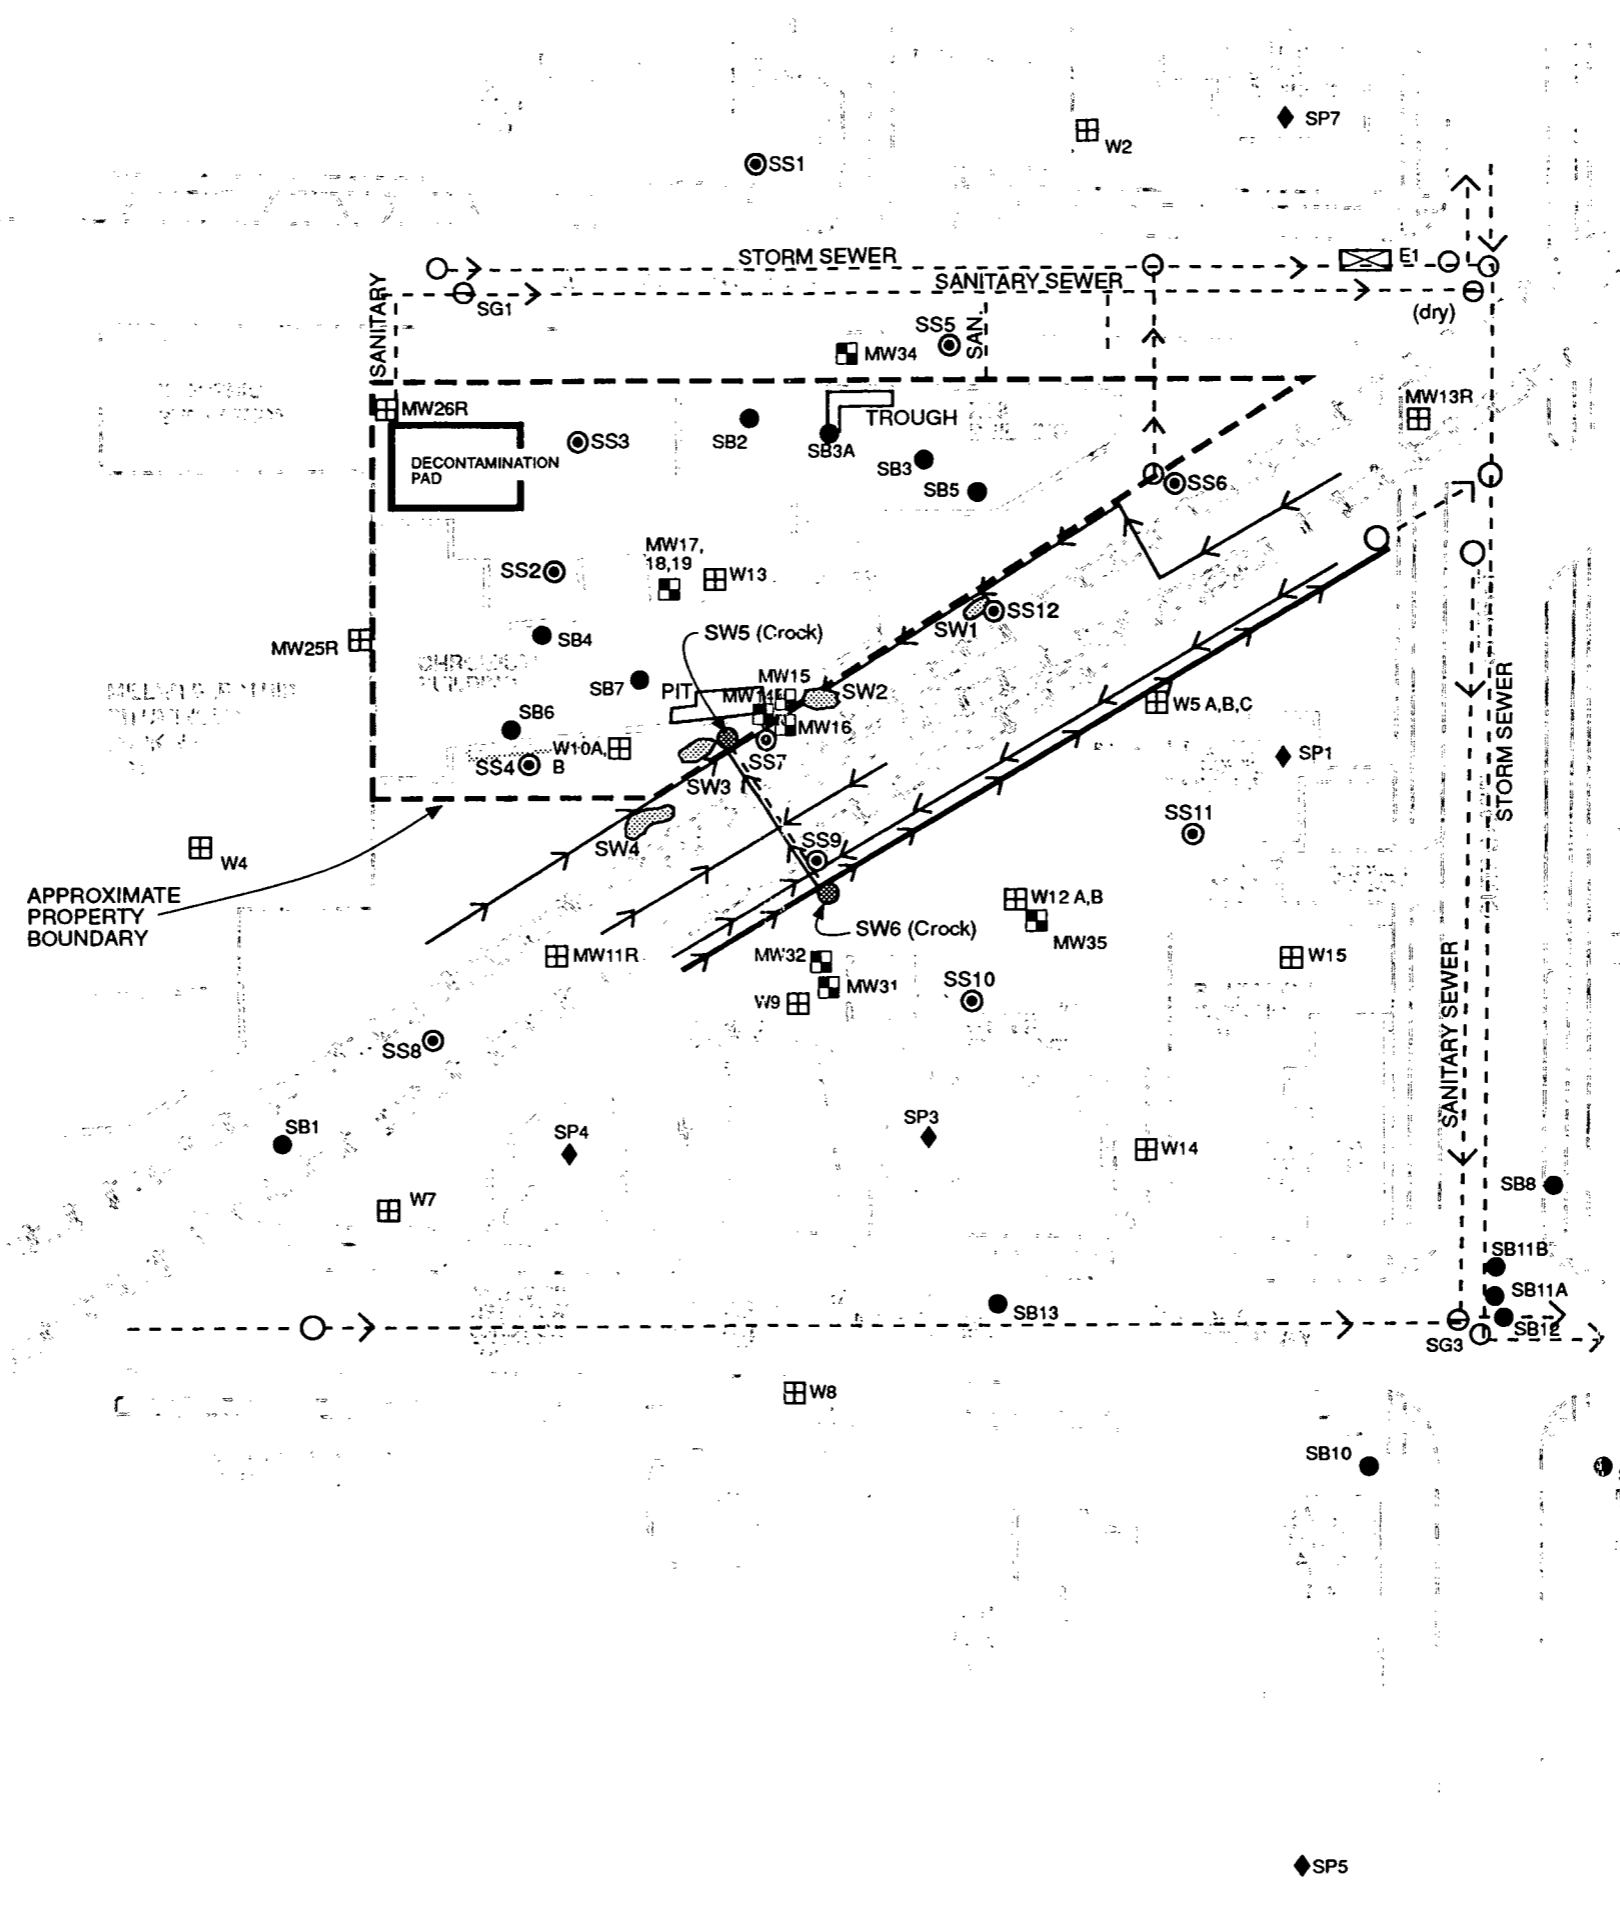 SP7
W2
SS1
STORM SEWER
E1
SANITARY SEWER
SG1
(dry)
SANITARY
SAN.
SS5
MW34
MW26R
TROUGH
MW13R
SB2
SB3A
SS3
DECONTAMINATION
PAD
SB3
SB5
SS6
MW17,
18,19
W13
SS2
SS12
SW1
SW5 (Crock)
SB4
MW25R
MW15
SB7
PIT
MW14
SW2
W5 A,B,C
SB6
MW16
STORM SEWER
W10A,
B
SS4
SS7
SP1
SW3
SS11
SW4
SS9
W4
APPROXIMATE
PROPERTY
BOUNDARY
W12 A,B
SW6 (Crock)
MW35
MW11R
MW32
W15
MW31
W9
SS10
SANITARY SEWER
SS8
SB1
SP4
SP3
W14
SB8
W7
SB11B
SB11A
SB13
SB12
SG3
W8
SB10
SP5